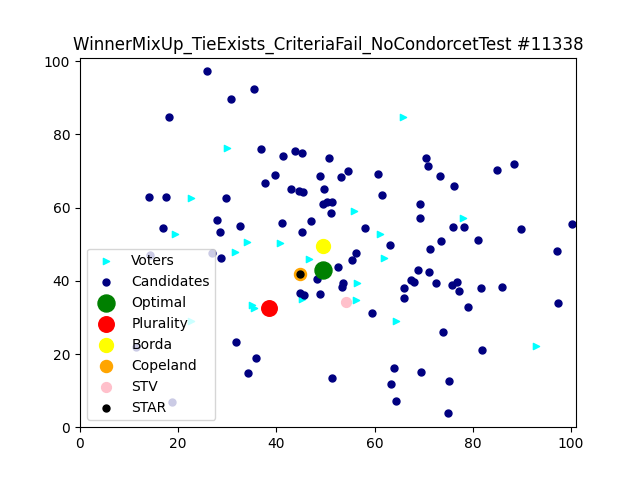 WinnerMixUp_TieExists_CriteriaFail_NoCondorcetTest #11338
100
80
60
40
20
0
0 20 40 60 80 100
Voters
Candidates
Optimal
Plurality
Borda
Copeland
STV
STAR